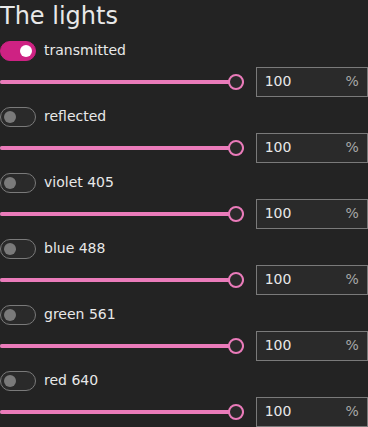 The lights
transmitted
100 %
reflected
100 %
violet 405
100 %
blue 488
100 %
green 561
100 %
red 640
100 %